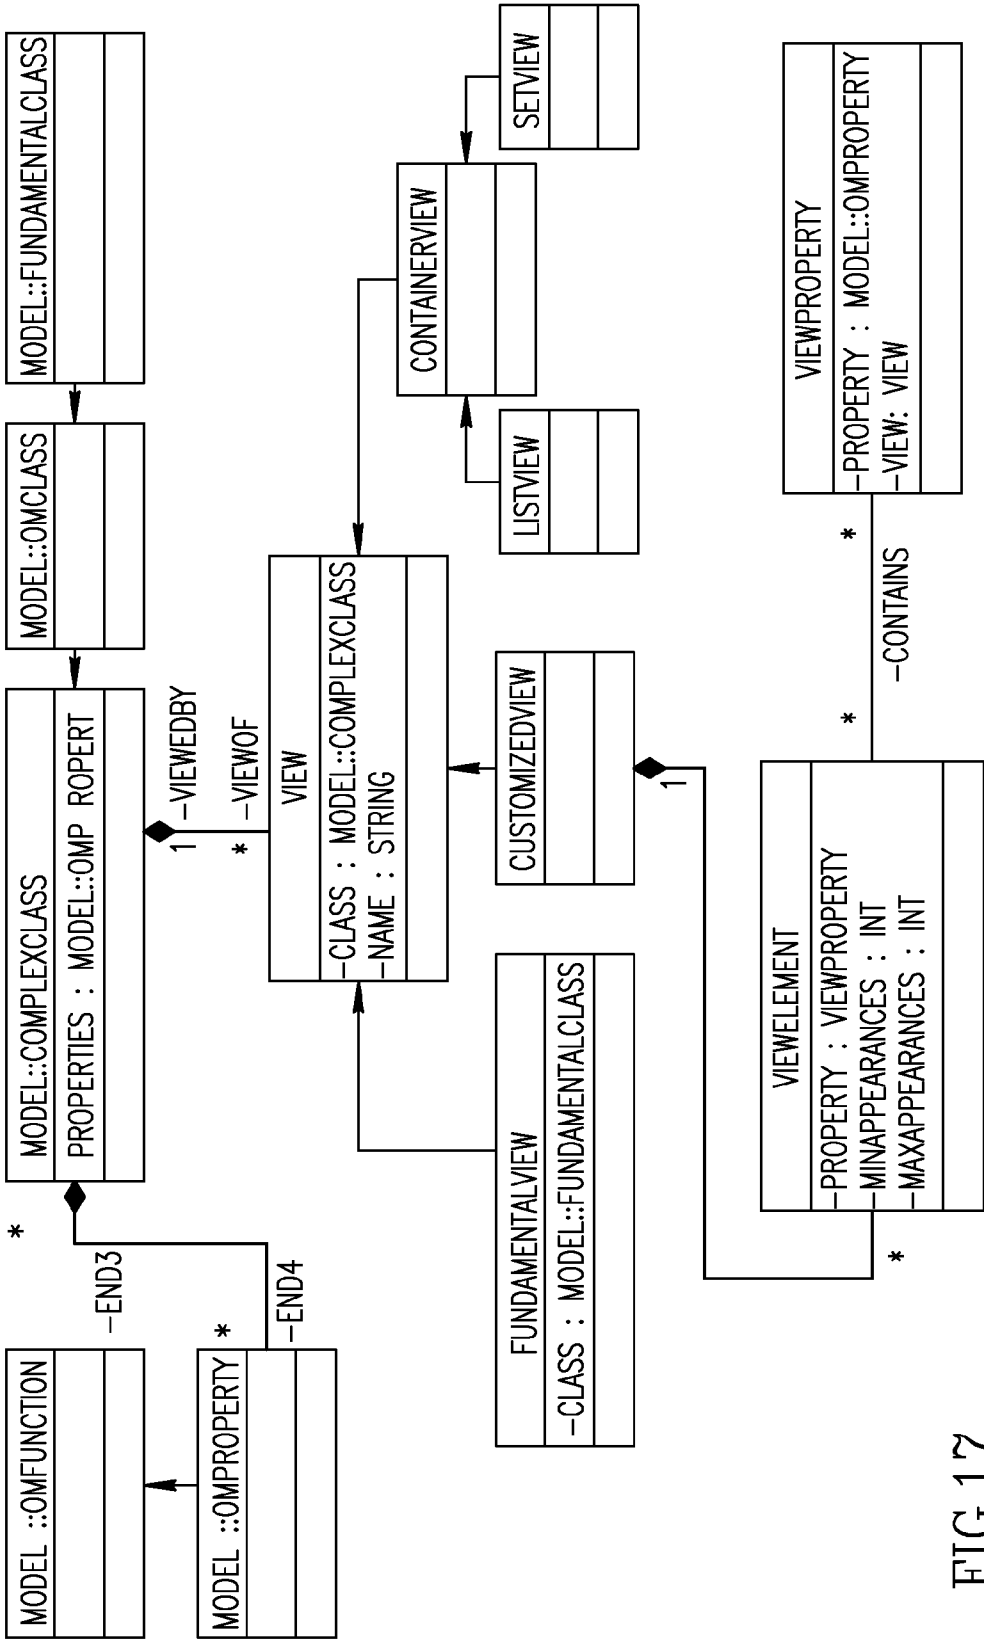 MODEL ::OMFUNCTION
MODEL::COMPLEXCLASS
PROPERTIES : MODEL::OMP ROPERT
MODEL::OMCLASS
MODEL::FUNDAMENTALCLASS
*
-END3
MODEL ::OMPROPERTY
*
-END4
1
-VIEWEDBY
*
-VIEWOF
VIEW
-CLASS : MODEL::COMPLEXCLASS
-NAME : STRING
CONTAINERVIEW
FUNDAMENTALVIEW
-CLASS : MODEL::FUNDAMENTALCLASS
CUSTOMIZEDVIEW
LISTVIEW
SETVIEW
1
*
VIEWELEMENT
-PROPERTY : VIEWPROPERTY
-MINAPPEARANCES : INT
-MAXAPPEARANCES : INT
*
-CONTAINS
*
VIEWPROPERTY
-PROPERTY : MODEL::OMPROPERTY
-VIEW: VIEW
FIG.17